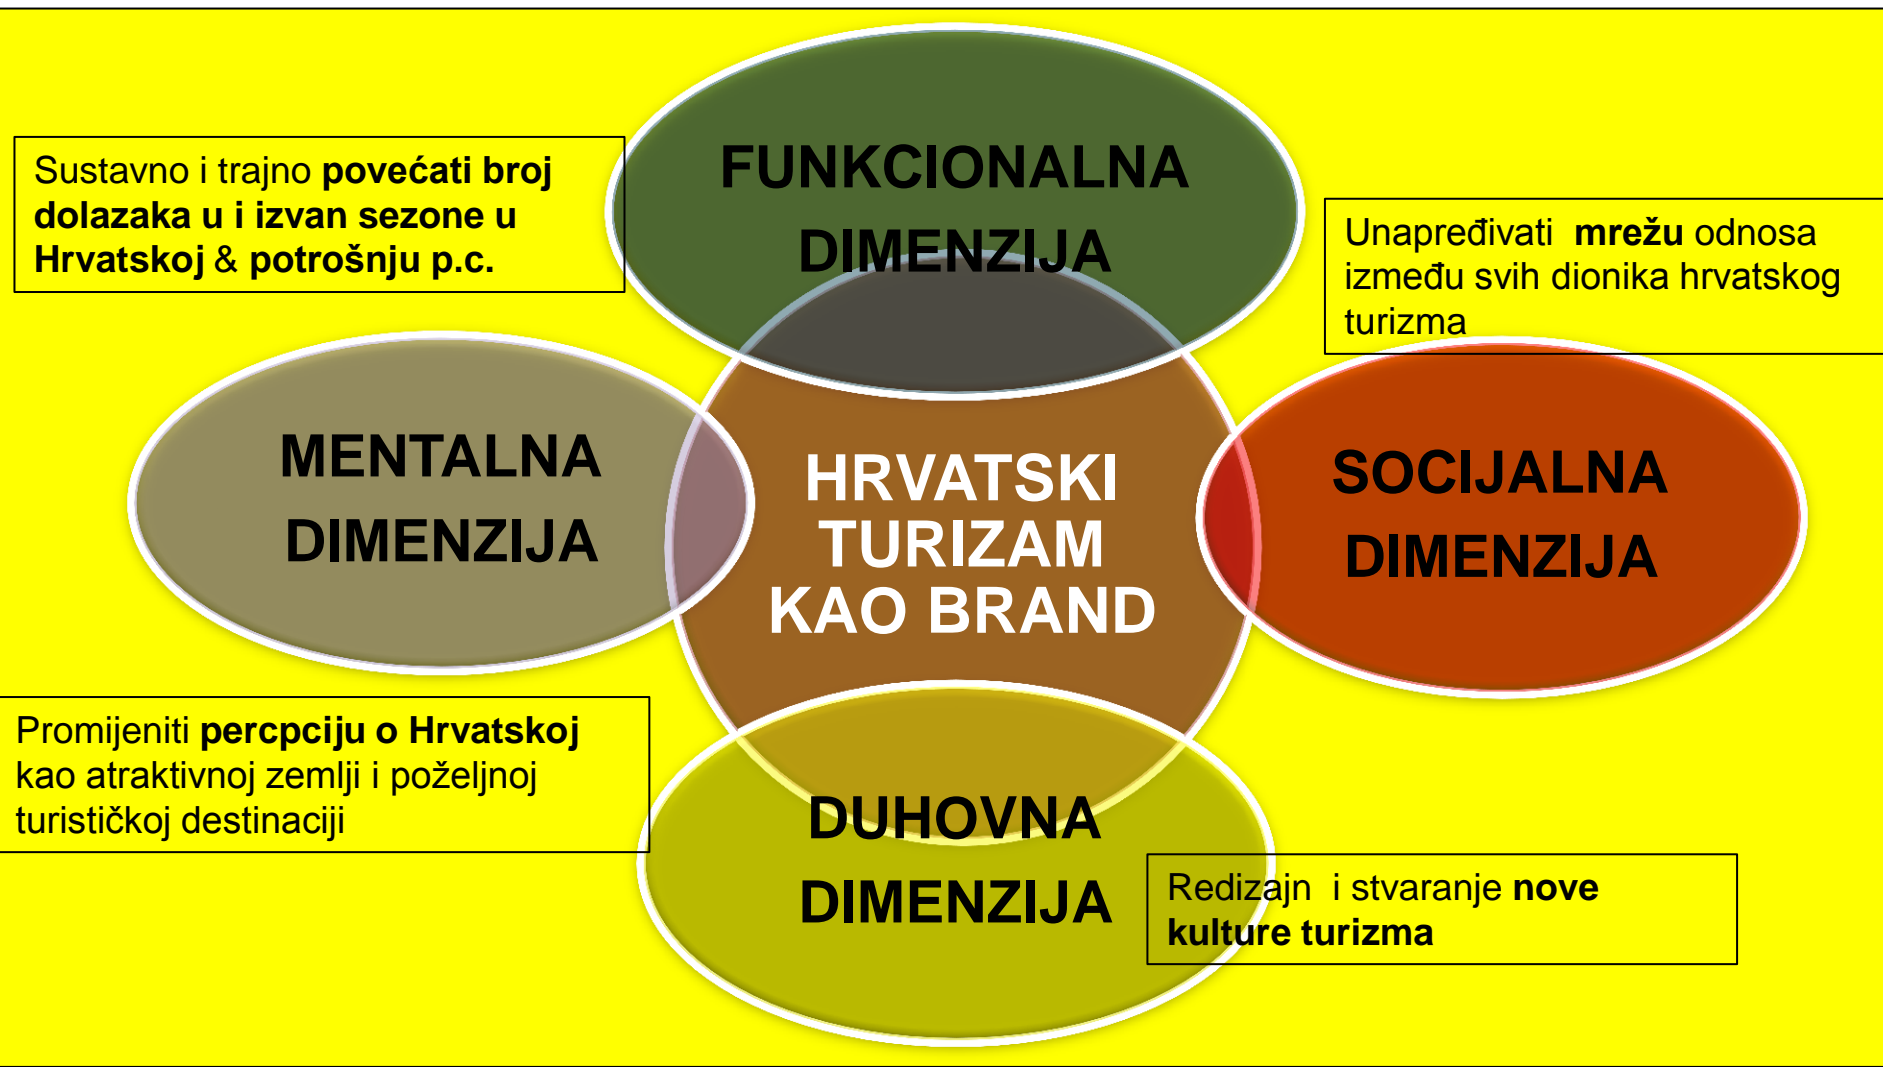 FUNKCIONALNA
DIMENZIJA
Sustavno i trajno povećati broj
dolazaka u i izvan sezone u
Hrvatskoj & potrošnju p.c.
Unapređivati  mrežu odnosa
između svih dionika hrvatskog
turizma
MENTALNA
DIMENZIJA
HRVATSKI
TURIZAM
KAO BRAND
SOCIJALNA
DIMENZIJA
Promijeniti percpciju o Hrvatskoj
kao atraktivnoj zemlji i poželjnoj
turističkoj destinaciji
DUHOVNA
DIMENZIJA
Redizajn  i stvaranje nove
kulture turizma